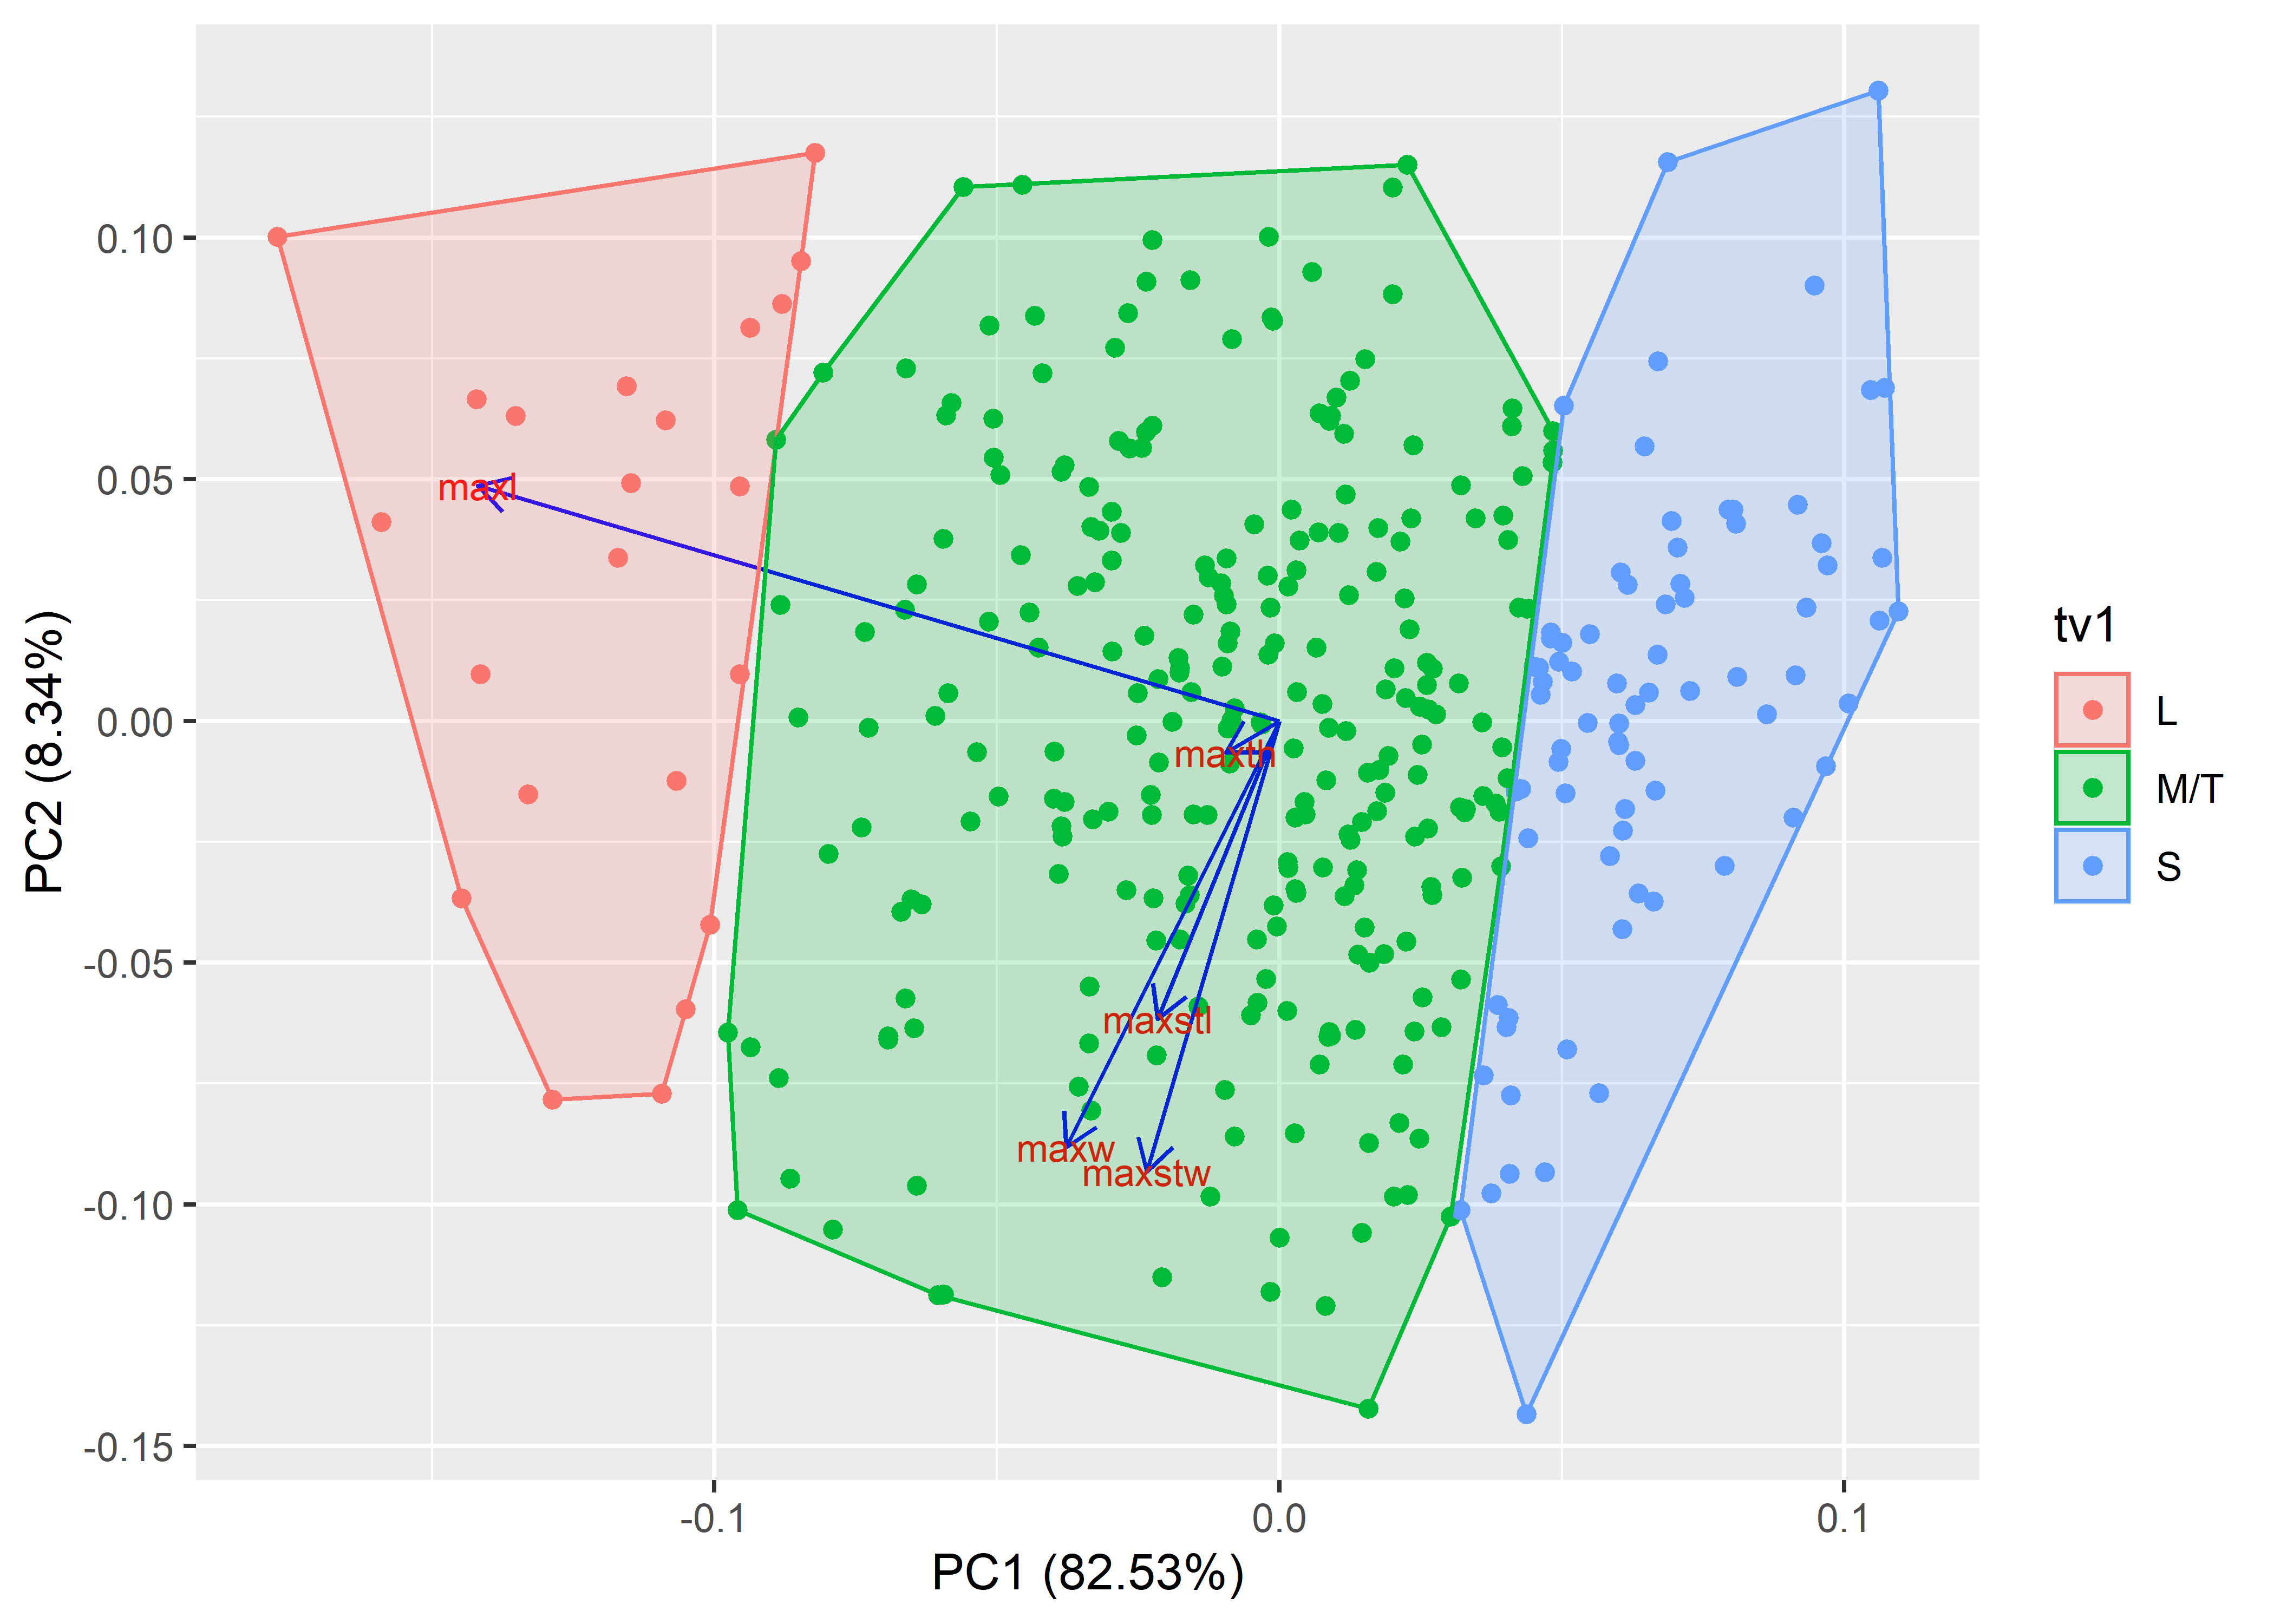 0.10
0.05
0.00
-0.05
-0.10
-0.15
PC2 (8.34%)
maxl
maxth
maxstl
maxw
maxstw
-0.1
0.0
0.1
PC1 (82.53%)
tv1
L
M/T
S